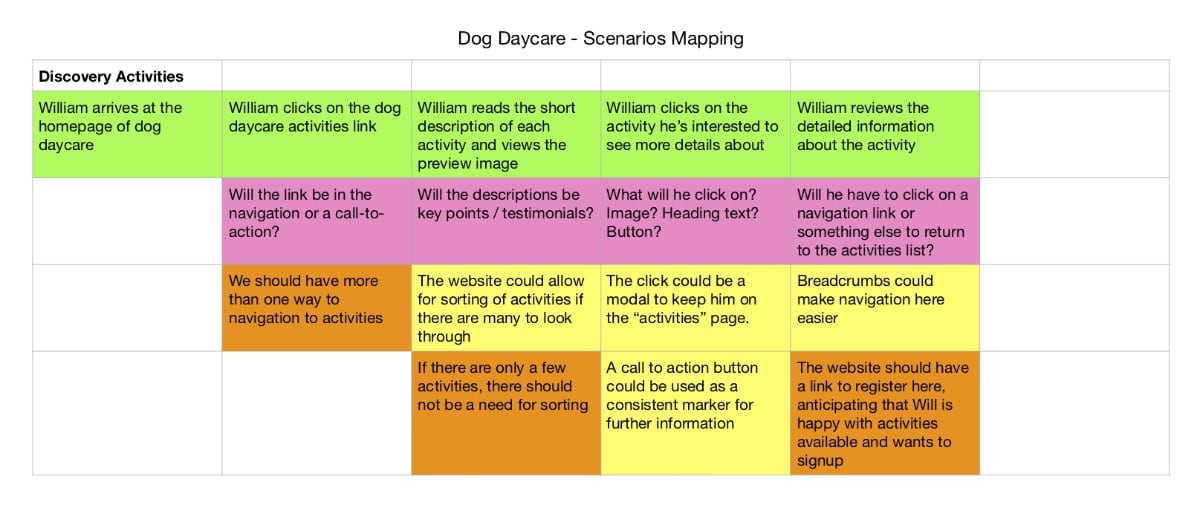 Dog Daycare - Scenarios Mapping
Discovery Activities
William arrives at the
homepage of dog
daycare
William clicks on the dog
daycare activities link
William reads the short
description of each
activity and views the
preview image
William clicks on the
activity he’s interested to
see more details about
William reviews the
detailed information
about the activity
Will the link be in the
navigation or a call-to-
action?
Will the descriptions be
key points / testimonials?
What will he click on?
Image? Heading text?
Button?
Will he have to click on a
navigation link or
something else to return
to the activities list?
We should have more
than one way to
navigation to activities
The website could allow
for sorting of activities if
there are many to look
through
The click could be a
modal to keep him on
the “activities” page.
Breadcrumbs could
make navigation here
easier
If there are only a few
activities, there should
not be a need for sorting
A call to action button
could be used as a
consistent marker for
further information
The website should have
a link to register here,
anticipating that Will is
happy with activities
available and wants to
signup